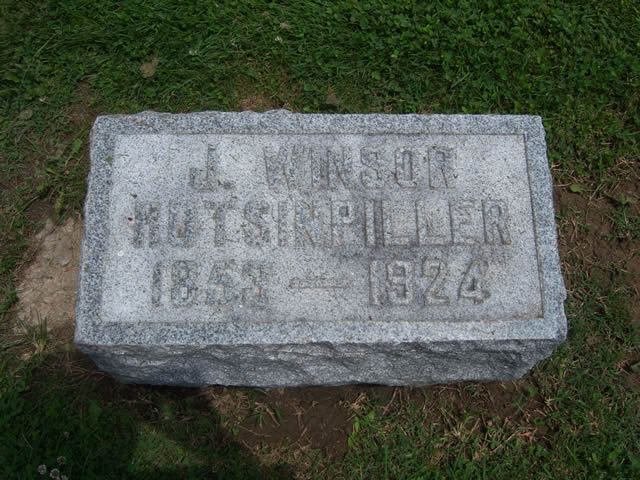 J. WINSOR
HUTSINPILLER
1853 — 1924